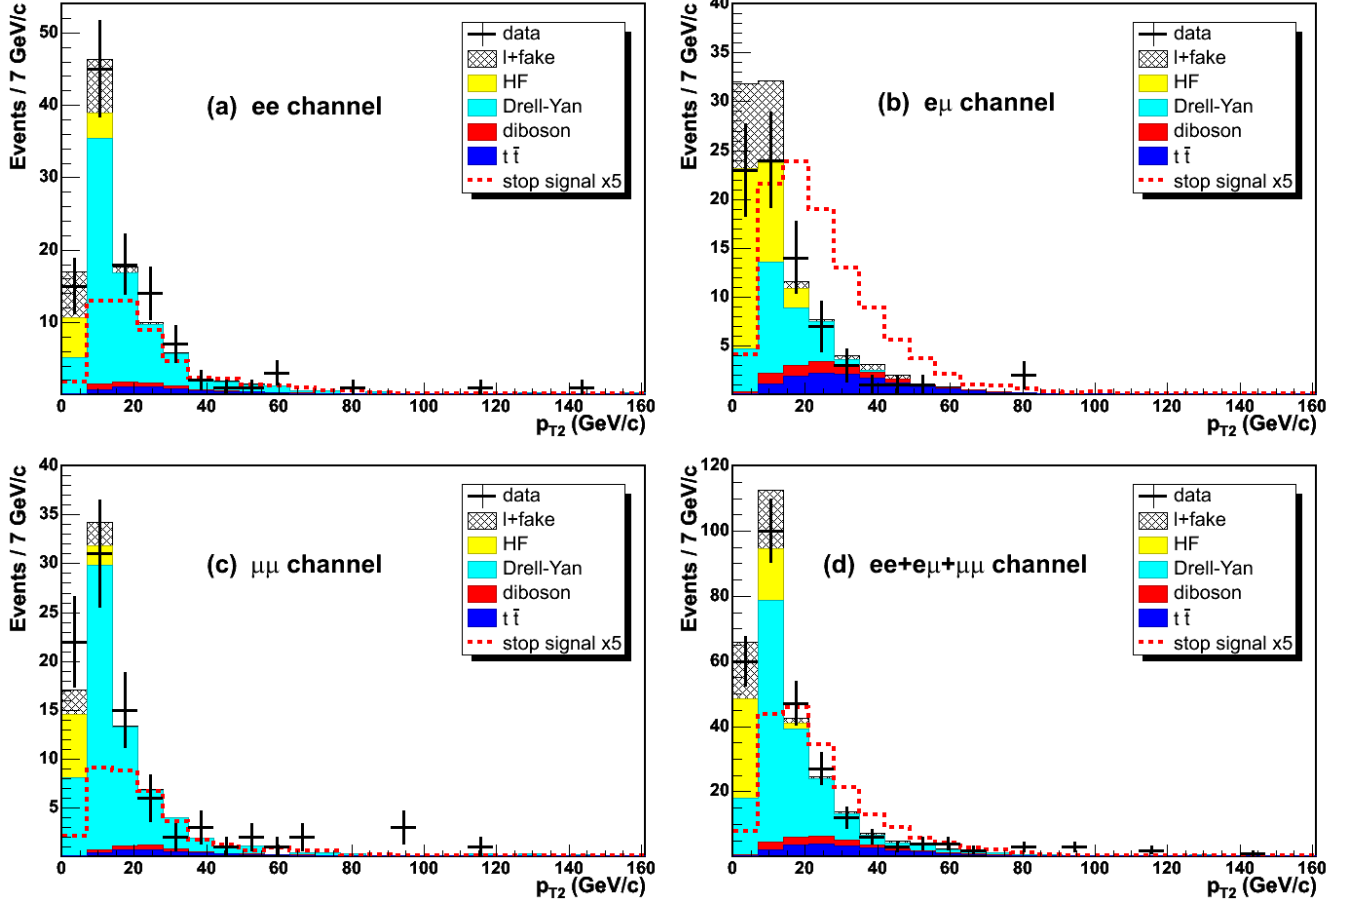 Events / 7 GeV/c
50
40
30
20
10
(a) ee channel
data
l+fake
HF
Drell-Yan
diboson
t t̄
stop signal x5
0 20 40 60 80 100 120 140 160
pT2 (GeV/c)
Events / 7 GeV/c
40
35
30
25
20
15
10
5
(b) eμ channel
data
l+fake
HF
Drell-Yan
diboson
t t̄
stop signal x5
0 20 40 60 80 100 120 140 160
pT2 (GeV/c)
Events / 7 GeV/c
40
35
30
25
20
15
10
5
(c) μμ channel
data
l+fake
HF
Drell-Yan
diboson
t t̄
stop signal x5
0 20 40 60 80 100 120 140 160
pT2 (GeV/c)
Events / 7 GeV/c
120
100
80
60
40
20
(d) ee+eμ+μμ channel
data
l+fake
HF
Drell-Yan
diboson
t t̄
stop signal x5
0 20 40 60 80 100 120 140 160
pT2 (GeV/c)